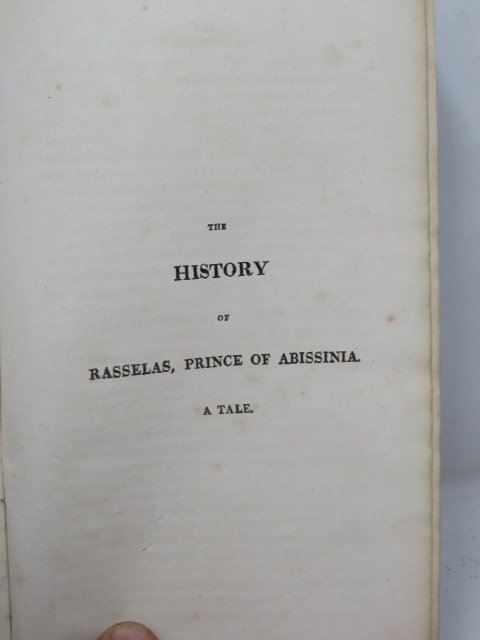 THE
HISTORY
OF
RASSELAS, PRINCE OF ABISSINIA.
A TALE.